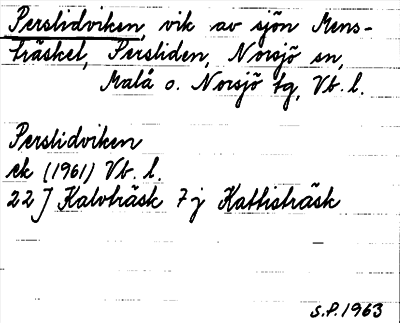 Perslidviken, vik av sjön Mens-
träsket, Persliden, Norsjö sn,
Malå o. Norsjö tg, Vb. l.
Perslidviken
ek (1961) Vb. l.
22 J Kalvträsk 7 j Kattisträsk
S.P. 1963